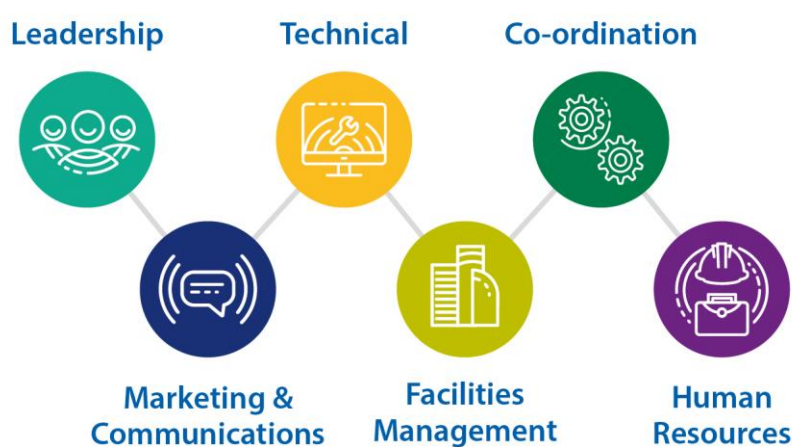 Leadership
Technical
Co-ordination
Marketing &
Communications
Facilities
Management
Human
Resources